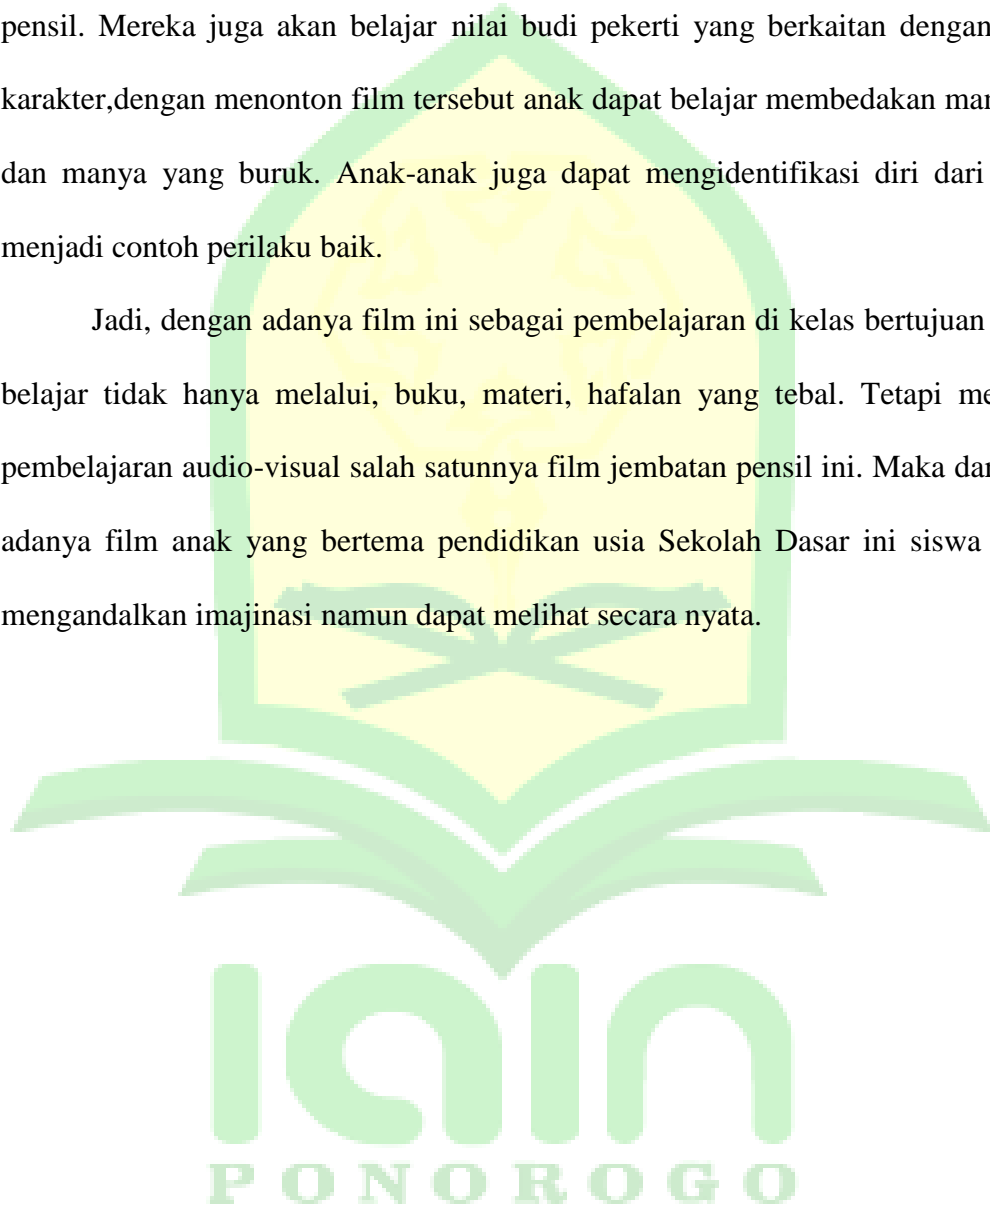 pensil. Mereka juga akan belajar nilai budi pekerti yang berkaitan dengan
karakter,dengan menonton film tersebut anak dapat belajar membedakan
dan manya yang buruk. Anak-anak juga dapat mengidentifikasi diri dari
menjadi contoh perilaku baik.
Jadi, dengan adanya film ini sebagai pembelajaran di kelas bertujuan
belajar tidak hanya melalui, buku, materi, hafalan yang tebal. Tetapi
pembelajaran audio-visual salah satunnya film jembatan pensil ini. Maka
adanya film anak yang bertema pendidikan usia Sekolah Dasar ini siswa
mengandalkan imajinasi namun dapat melihat secara nyata.
iain
PONOROGO